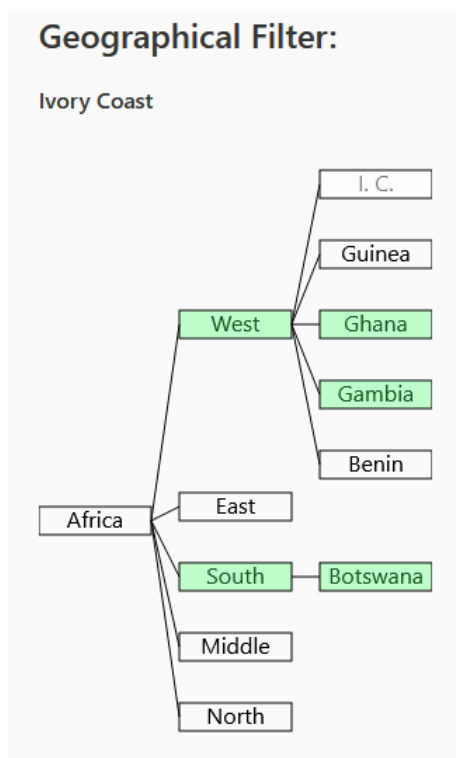 Geographical Filter:
Ivory Coast
I. C.
Guinea
West
Ghana
Gambia
Benin
East
Africa
South
Botswana
Middle
North